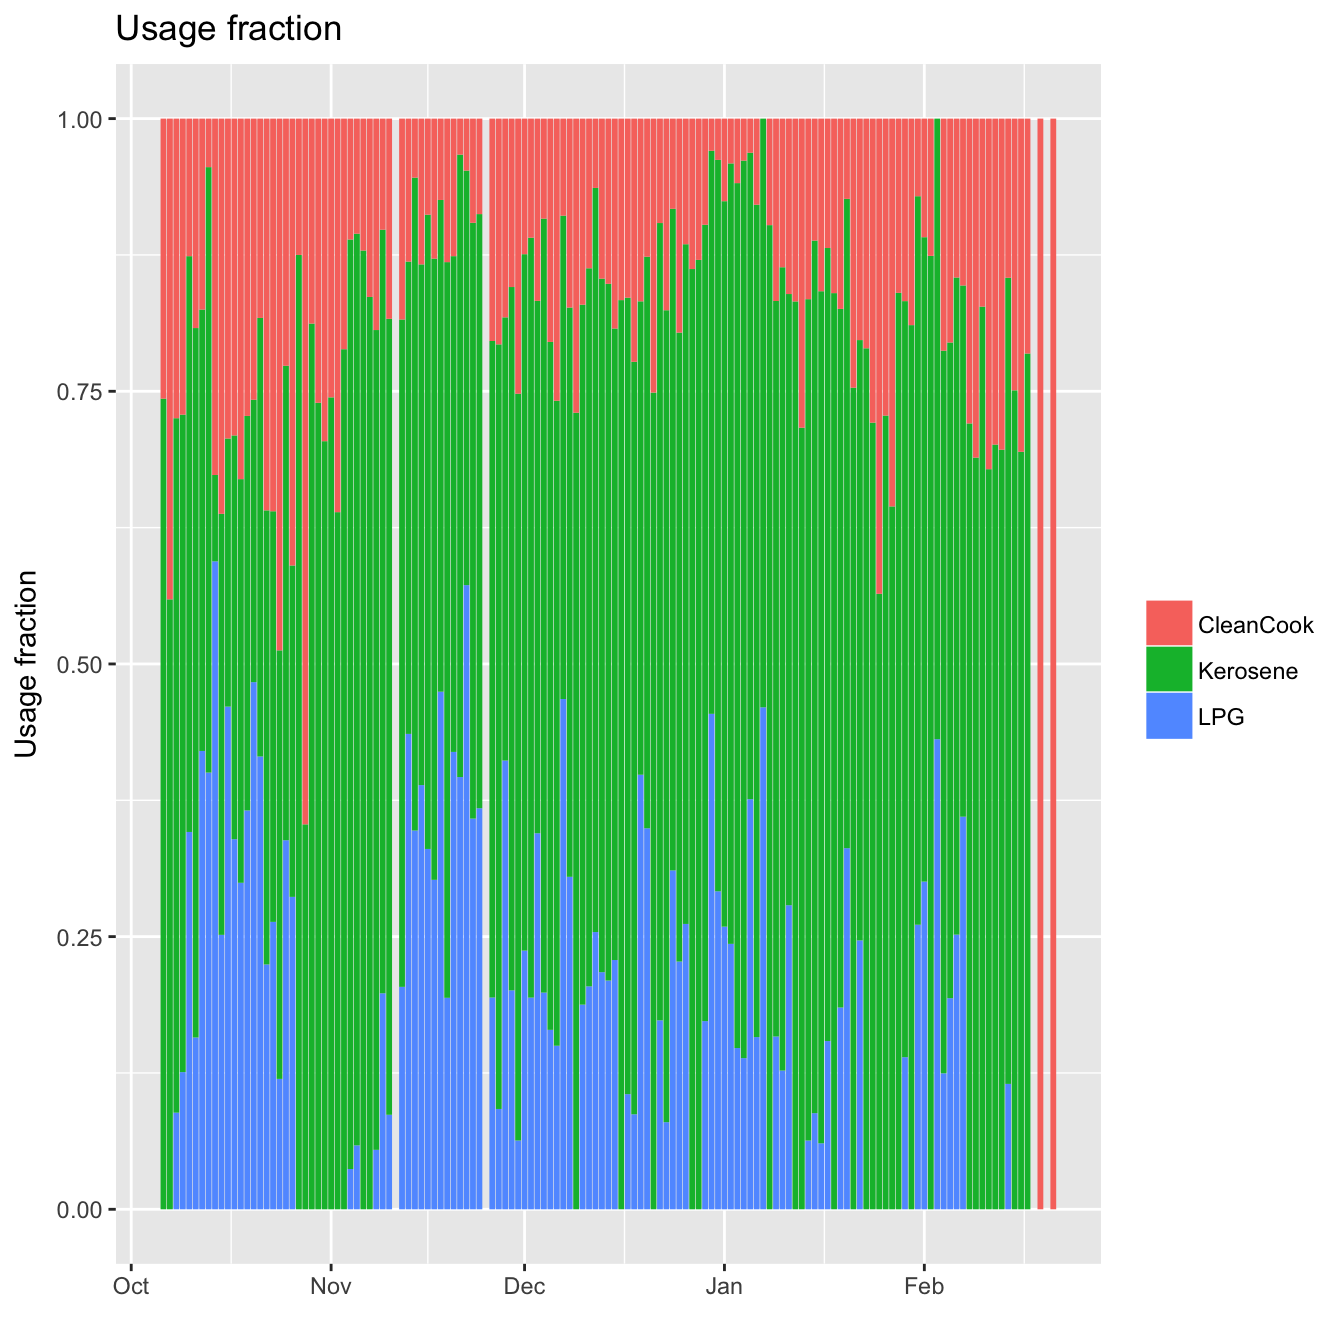 Usage fraction
Usage fraction
1.00
0.75
0.50
0.25
0.00
Oct Nov Dec Jan Feb
CleanCook
Kerosene
LPG